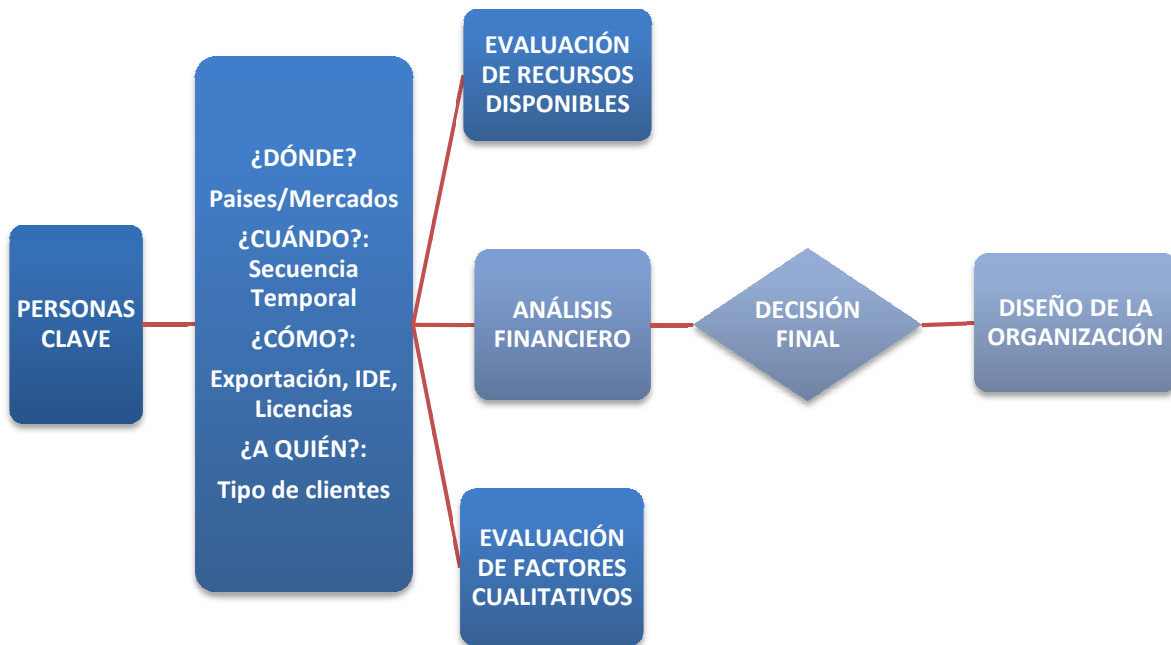 PERSONAS
CLAVE
¿DÓNDE?
Paises/Mercados
¿CUÁNDO?:
Secuencia
Temporal
¿CÓMO?:
Exportación, IDE,
Licencias
¿A QUIÉN?:
Tipo de clientes
EVALUACIÓN
DE RECURSOS
DISPONIBLES
ANÁLISIS
FINANCIERO
EVALUACIÓN
DE FACTORES
CUALITATIVOS
DECISIÓN
FINAL
DISEÑO DE LA
ORGANIZACIÓN